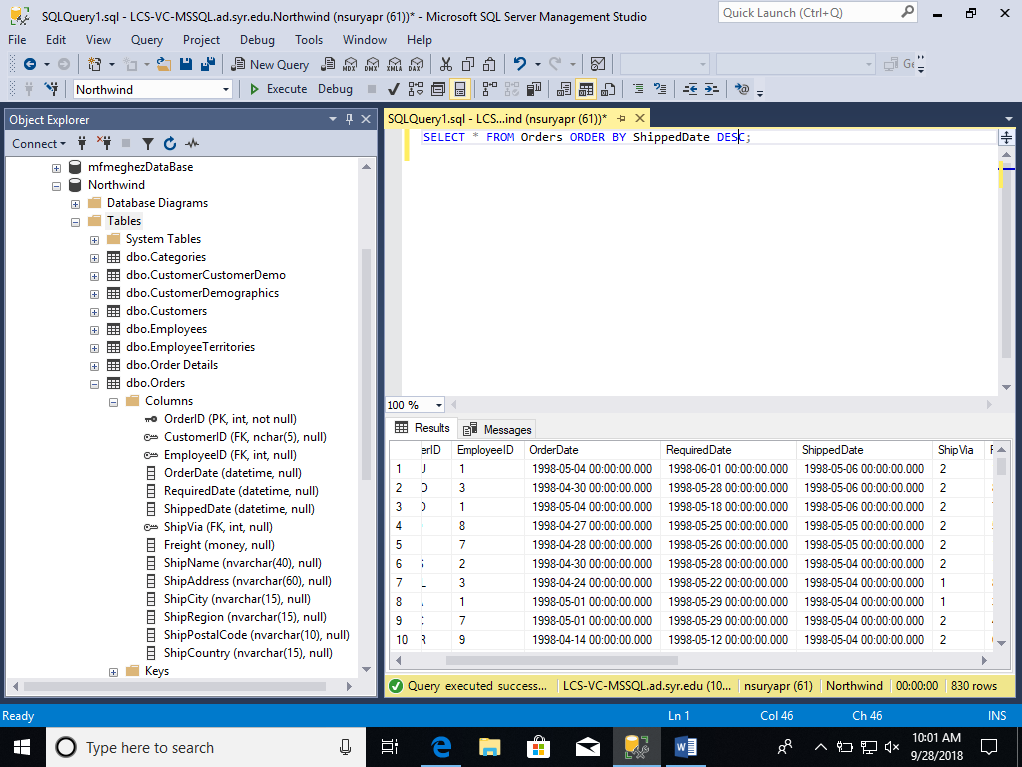 SQLQuery1.sql - LCS-VC-MSSQL.ad.syr.edu.Northwind (nsuryapr (61))* - Microsoft SQL Server Management Studio
Quick Launch (Ctrl+Q)
File Edit View Query Project Debug Tools Window Help
New Query MDX DMX XMLA DAX Ge
Northwind Execute Debug
Object Explorer
Connect
mfmeghezDataBase
Northwind
Database Diagrams
Tables
System Tables
dbo.Categories
dbo.CustomerCustomerDemo
dbo.CustomerDemographics
dbo.Customers
dbo.Employees
dbo.EmployeeTerritories
dbo.Order Details
dbo.Orders
Columns
OrderID (PK, int, not null)
CustomerID (FK, nchar(5), null)
EmployeeID (FK, int, null)
OrderDate (datetime, null)
RequiredDate (datetime, null)
ShippedDate (datetime, null)
ShipVia (FK, int, null)
Freight (money, null)
ShipName (nvarchar(40), null)
ShipAddress (nvarchar(60), null)
ShipCity (nvarchar(15), null)
ShipRegion (nvarchar(15), null)
ShipPostalCode (nvarchar(10), null)
ShipCountry (nvarchar(15), null)
Keys
SQLQuery1.sql - LCS...ind (nsuryapr (61))*
SELECT * FROM Orders ORDER BY ShippedDate DESC;
100 %
Results Messages
erID EmployeeID OrderDate RequiredDate ShippedDate ShipVia
1 1 1998-05-04 00:00:00.000 1998-06-01 00:00:00.000 1998-05-06 00:00:00.000 2
2 3 1998-04-30 00:00:00.000 1998-05-28 00:00:00.000 1998-05-06 00:00:00.000 2
3 1 1998-05-04 00:00:00.000 1998-05-18 00:00:00.000 1998-05-06 00:00:00.000 2
4 8 1998-04-27 00:00:00.000 1998-05-25 00:00:00.000 1998-05-05 00:00:00.000 2
5 7 1998-04-28 00:00:00.000 1998-05-26 00:00:00.000 1998-05-05 00:00:00.000 2
6 2 1998-04-30 00:00:00.000 1998-05-28 00:00:00.000 1998-05-04 00:00:00.000 2
7 3 1998-04-24 00:00:00.000 1998-05-22 00:00:00.000 1998-05-04 00:00:00.000 1
8 1 1998-05-01 00:00:00.000 1998-05-29 00:00:00.000 1998-05-04 00:00:00.000 1
9 7 1998-05-01 00:00:00.000 1998-05-29 00:00:00.000 1998-05-04 00:00:00.000 2
10 R 9 1998-04-14 00:00:00.000 1998-05-12 00:00:00.000 1998-05-04 00:00:00.000 2
Query executed success... LCS-VC-MSSQL.ad.syr.edu (10... nsuryapr (61) Northwind 00:00:00 830 rows
Ready Ln 1 Col 46 Ch 46 INS
Type here to search
10:01 AM
9/28/2018